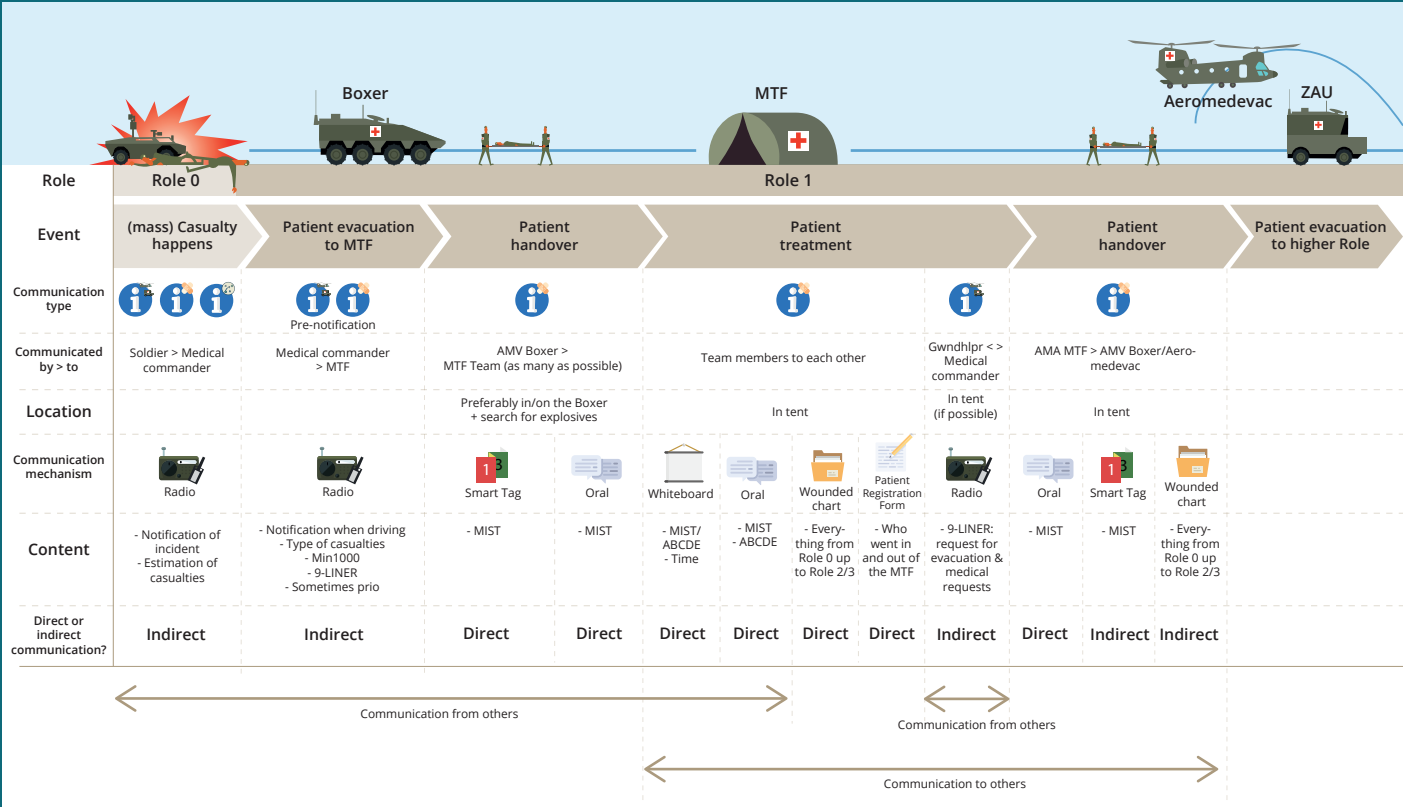 Boxer
MTF
Aeromedevac
ZAU
Role
Role 0
Role 1
Event
(mass) Casualty
happens
Patient evacuation
to MTF
Patient
handover
Patient
treatment
Patient
handover
Patient evacuation
to higher Role
Communication
type
Pre-notification
Communicated
by > to
Soldier > Medical
commander
Medical commander
> MTF
AMV Boxer >
MTF Team (as many as possible)
Team members to each other
Gwndhlpr < >
Medical
commander
AMA MTF > AMV Boxer/Aero-
medevac
Location
Preferably in/on the Boxer
+ search for explosives
In tent
In tent
(if possible)
In tent
Communication
mechanism
Radio
Radio
1 3
Smart Tag
Oral
Whiteboard
Oral
Wounded
chart
Patient
Registration
Form
Radio
Oral
1 3
Smart Tag
Wounded
chart
Content
- Notification of
incident
- Estimation of
casualties
- Notification when driving
- Type of casualties
- Min1000
- 9-LINER
- Sometimes prio
- MIST
- MIST
- MIST/
ABCDE
- Time
- MIST
- ABCDE
- Every-
thing from
Role 0 up
to Role 2/3
- Who
went in
and out of
the MTF
- 9-LINER:
request for
evacuation &
medical
requests
- MIST
- MIST
- Every-
thing from
Role 0 up
to Role 2/3
Direct or
indirect
communication?
Indirect
Indirect
Direct
Direct
Direct
Direct
Direct
Direct
Indirect
Direct
Indirect
Indirect
Communication from others
Communication from others
Communication to others